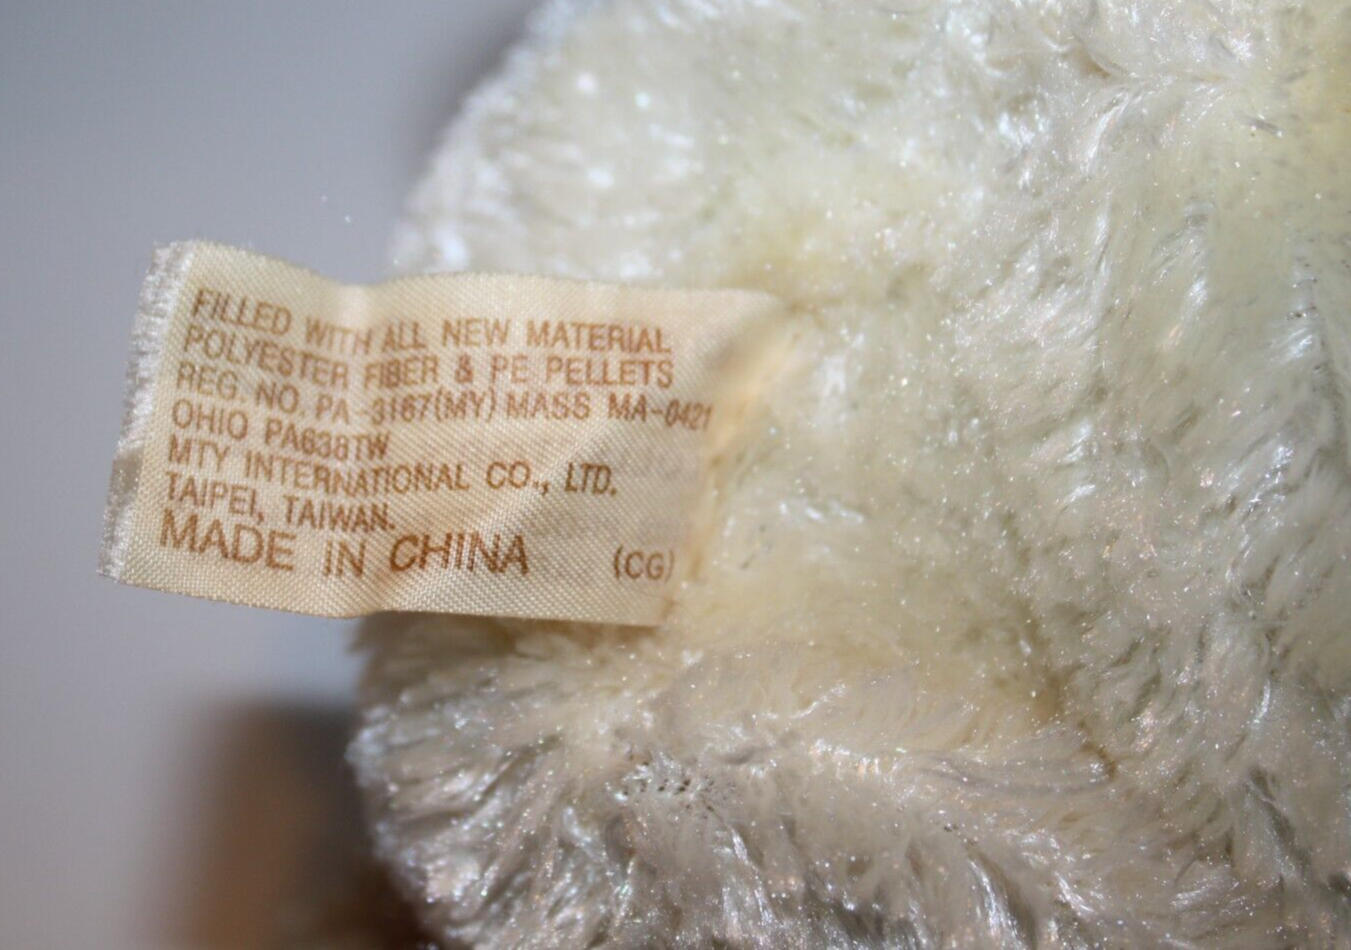 FILLED WITH ALL NEW MATERIAL
POLYESTER FIBER & PE PELLETS
REG. NO. PA-3167(MY) MASS MA-0421
OHIO PA6381TW
MTY INTERNATIONAL CO., LTD.
TAIPEI, TAIWAN.
MADE IN CHINA (CG)